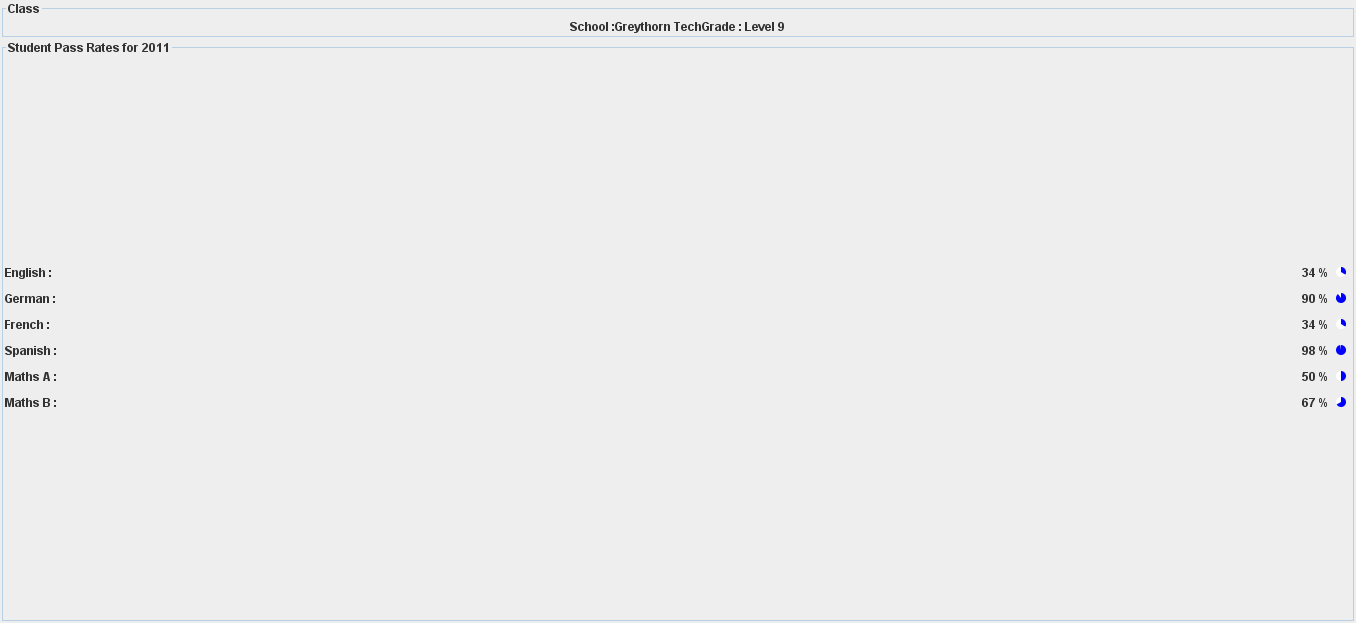 Class
School :Greythorn TechGrade : Level 9
Student Pass Rates for 2011
English : 34 %
German : 90 %
French : 34 %
Spanish : 98 %
Maths A : 50 %
Maths B : 67 %